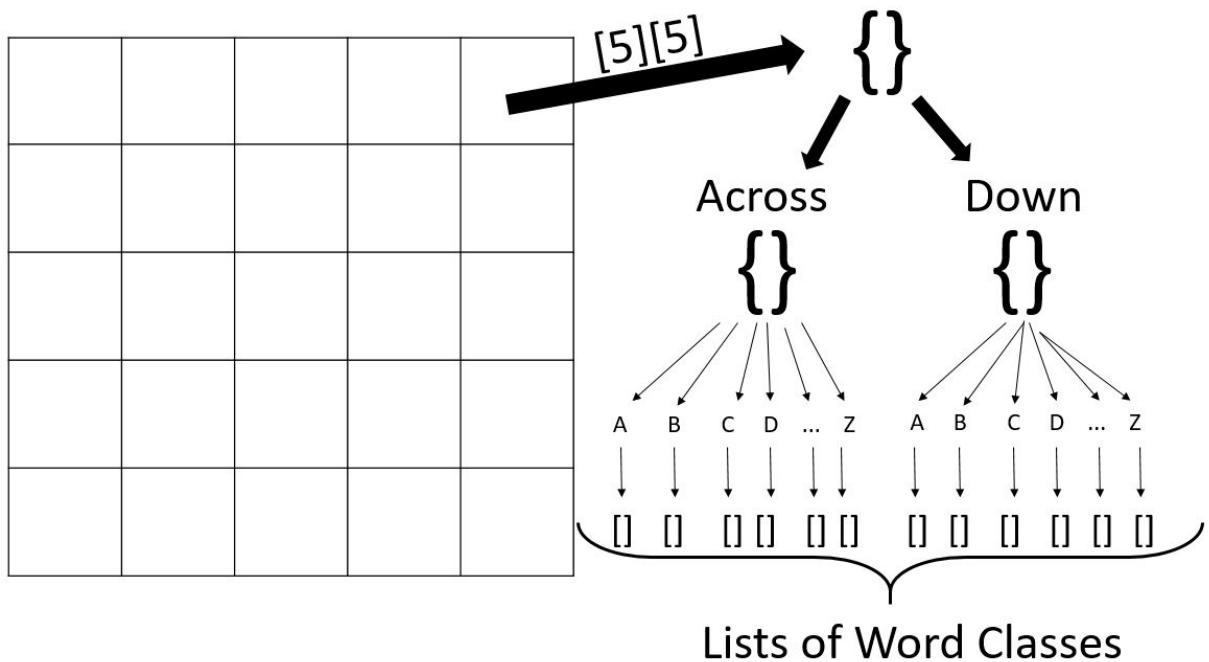 [5][5]
{}
Across Down
{} {}
A B C D ... Z A B C D ... Z
[] [] [] [] [] [] [] [] [] [] [] []
Lists of Word Classes